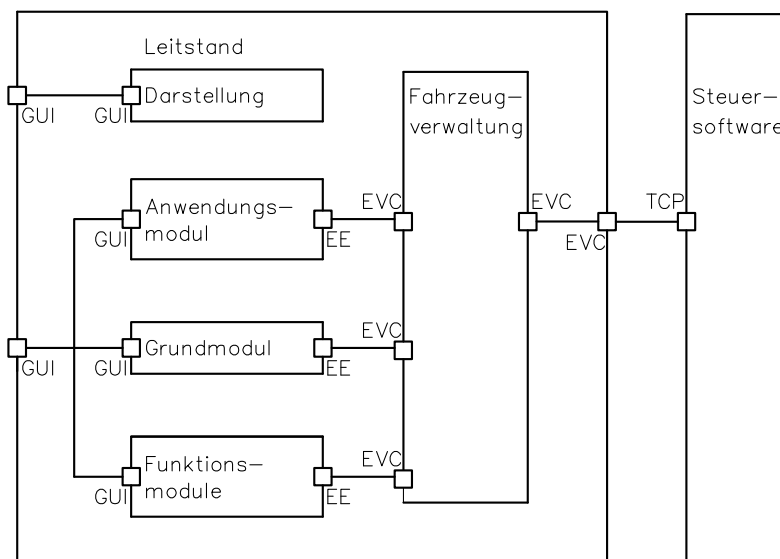 Leitstand
Darstellung
GUI
GUI
Fahrzeug-
verwaltung
Steuer-
software
Anwendungs-
modul
GUI
EE
EVC
EVC
EVC
TCP
Grundmodul
GUI
GUI
EE
EVC
Funktions-
module
GUI
EE
EVC